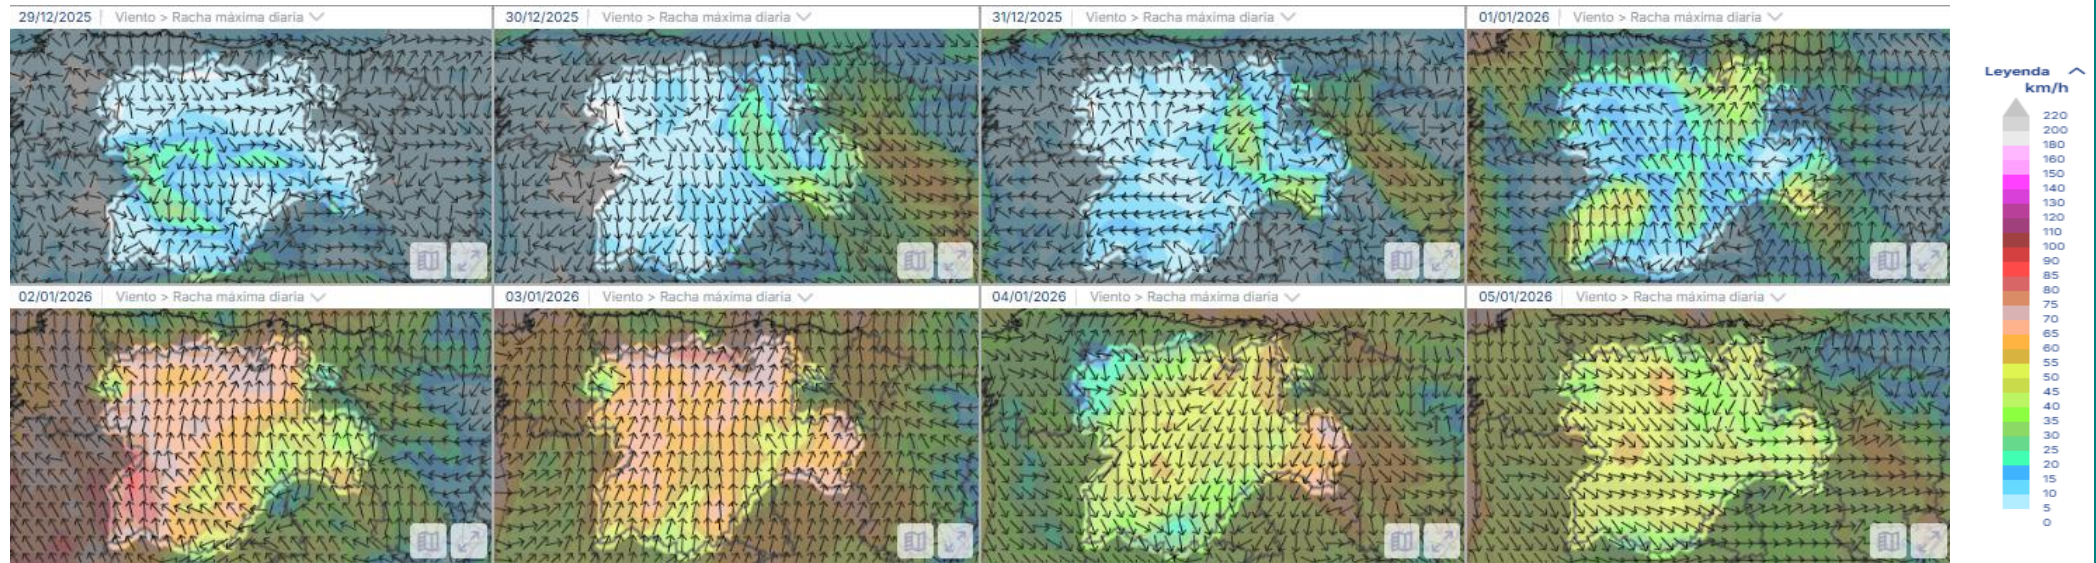 29/12/2025 Viento > Racha máxima diaria
30/12/2025 Viento > Racha máxima diaria
31/12/2025 Viento > Racha máxima diaria
01/01/2026 Viento > Racha máxima diaria
02/01/2026 Viento > Racha máxima diaria
03/01/2026 Viento > Racha máxima diaria
04/01/2026 Viento > Racha máxima diaria
05/01/2026 Viento > Racha máxima diaria
Leyenda
km/h
220
200
180
160
150
140
130
120
110
100
90
85
80
75
70
65
60
55
50
45
40
35
30
25
20
15
10
5
0